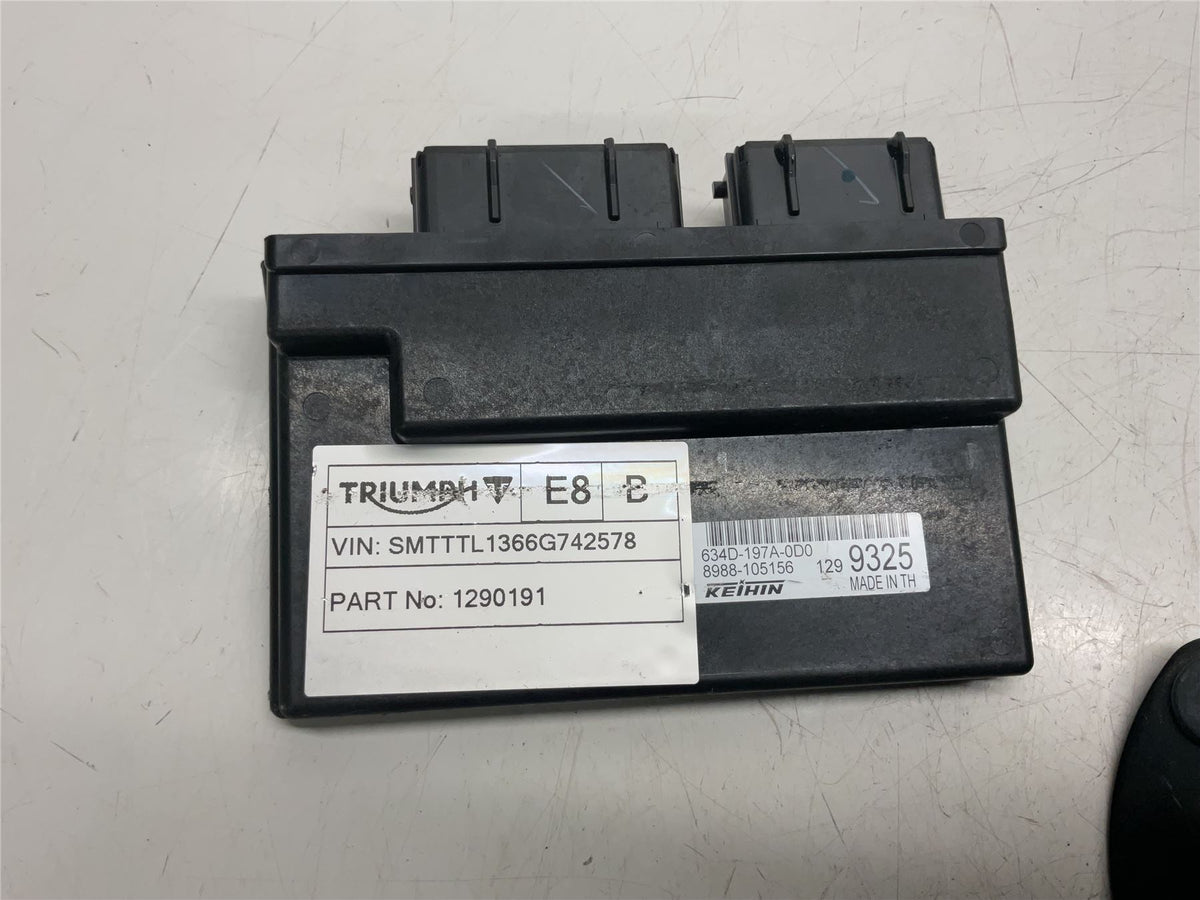 TRIUMPH E8 B
VIN: SMTTTL1366G742578
PART No: 1290191
634D-197A-0D0
8988-105156 129 9325
KEIHIN MADE IN TH